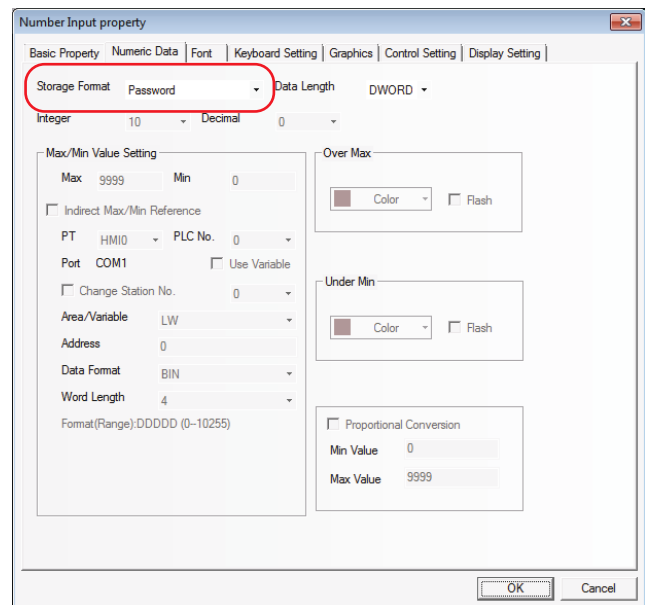 Number Input property
Basic Property Numeric Data Font Keyboard Setting Graphics Control Setting Display Setting
Storage Format Password Data Length DWORD
Integer 10 Decimal 0
Max/Min Value Setting
Max 9999 Min 0
Indirect Max/Min Reference
PT HMI0 PLC No. 0
Port COM1 Use Variable
Change Station No. 0
Area/Variable LW
Address 0
Data Format BIN
Word Length 4
Format(Range):DDDDD (0--10255)
Over Max
Color Flash
Under Min
Color Flash
Proportional Conversion
Min Value 0
Max Value 9999
OK Cancel